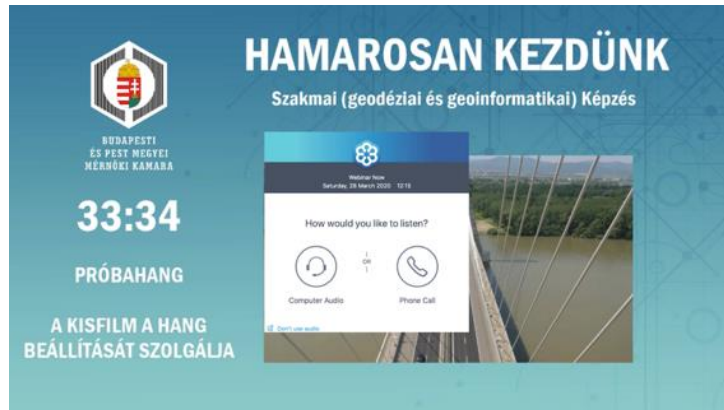 HAMAROSAN KEZDÜNK
Szakmai (geodéziai és geoinformatikai) Képzés
BUDAPESTI
ÉS PEST MEGYEI
MÉRNÖKI KAMARA
33:34
PRÓBAHANG
A KISFILM A HANG
BEÁLLÍTÁSÁT SZOLGÁLJA
Webinar Now
Saturday, 28 March 2020 12:15
How would you like to listen?
OR
Computer Audio
Phone Call
Don't use audio